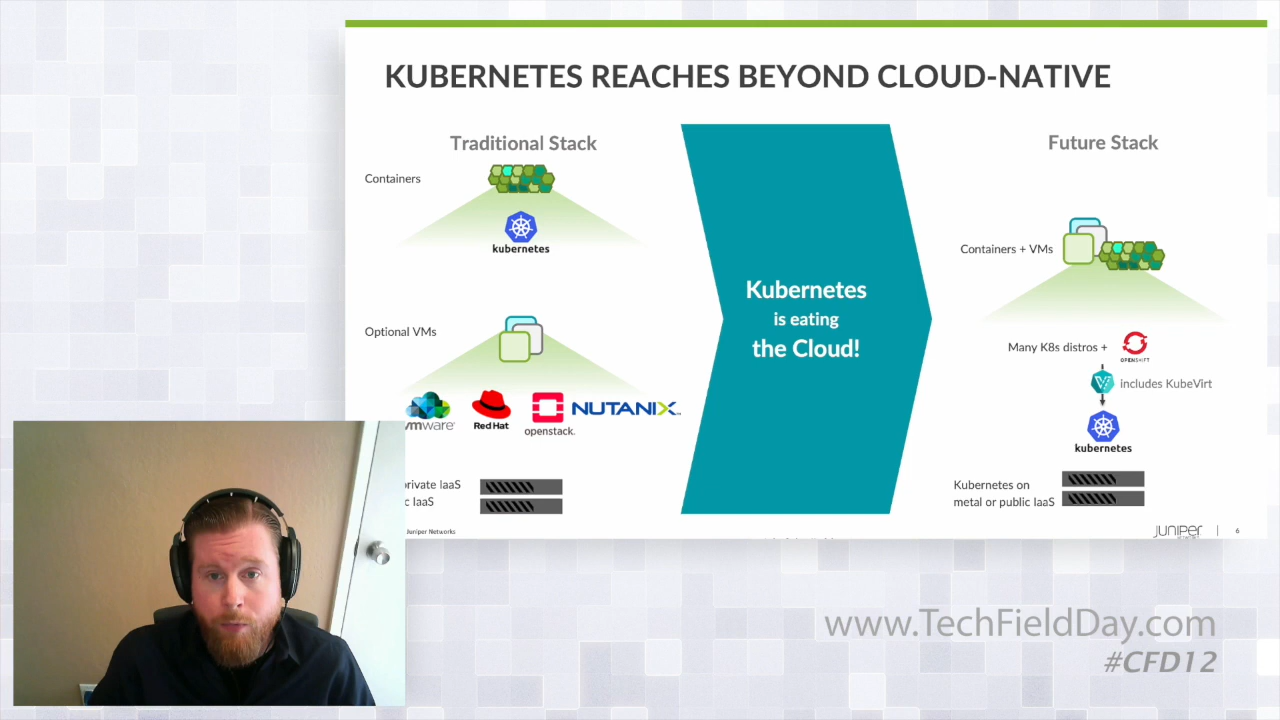 KUBERNETES REACHES BEYOND CLOUD-NATIVE
Traditional Stack
Containers
kubernetes
Optional VMs
vmware
Red Hat
openstack.
NUTANIX
private IaaS
IaaS
Juniper Networks
Kubernetes
is eating
the Cloud!
Future Stack
Containers + VMs
Many K8s distros +
OPENSHIFT
includes KubeVirt
kubernetes
Kubernetes on
metal or public IaaS
JUNIPER
6
www.TechFieldDay.com
#CFD12